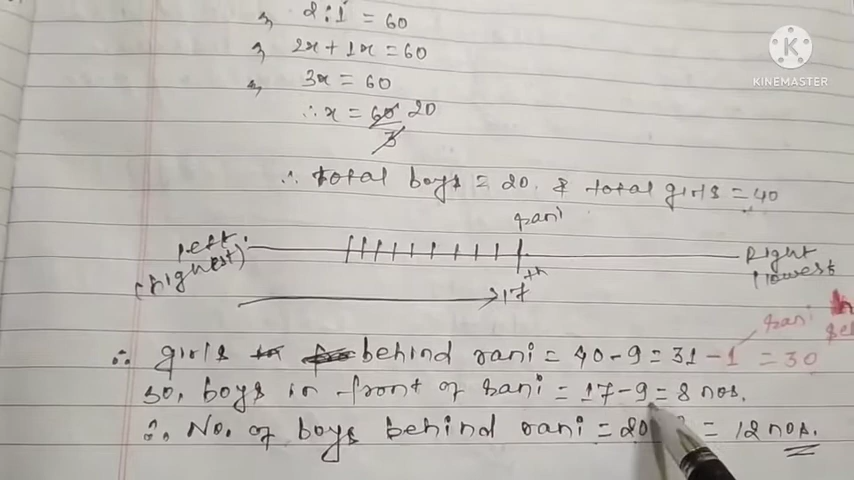 ⇒ 2:1 = 60
K
KINEMASTER
⇒ 2x + 1x = 60
⇒ 3x = 60
∴ x = 60/3 20
∴ total boys = 20. & total girls = 40
rani
Left
(highest)
Right
lowest
17th
rani
∴ girls behind rani = 40 - 9 = 31 - 1 = 30
so, boys in front of rani = 17 - 9 = 8 nos.
∴ No. of boys behind rani = 20 = 12 nos.